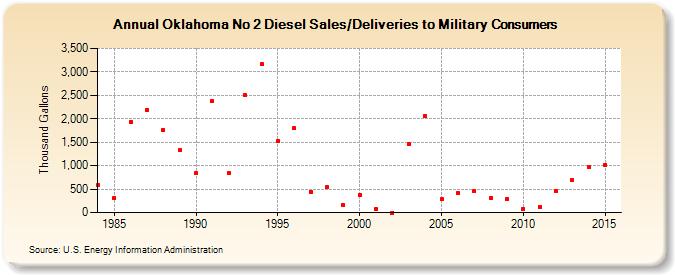 Annual Oklahoma No 2 Diesel Sales/Deliveries to Military Consumers
Thousand Gallons
3,500
3,000
2,500
2,000
1,500
1,000
500
0
1985 1990 1995 2000 2005 2010 2015
Source: U.S. Energy Information Administration